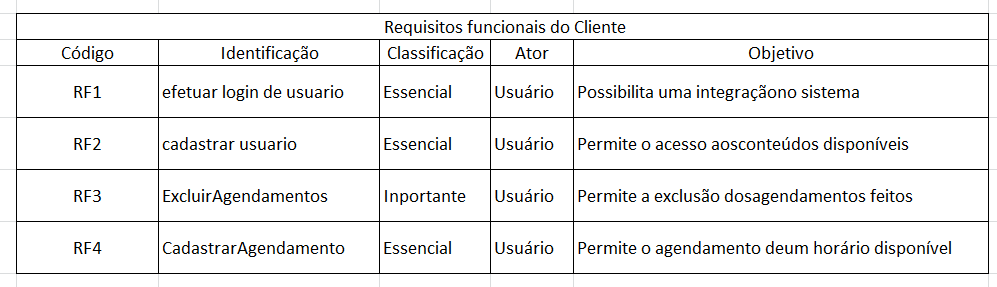 Requisitos funcionais do Cliente
Código Identificação Classificação Ator Objetivo
RF1 efetuar login de usuario Essencial Usuário Possibilita uma integraçãono sistema
RF2 cadastrar usuario Essencial Usuário Permite o acesso aosconteúdos disponíveis
RF3 ExcluirAgendamentos Inportante Usuário Permite a exclusão dosagendamentos feitos
RF4 CadastrarAgendamento Essencial Usuário Permite o agendamento deum horário disponível